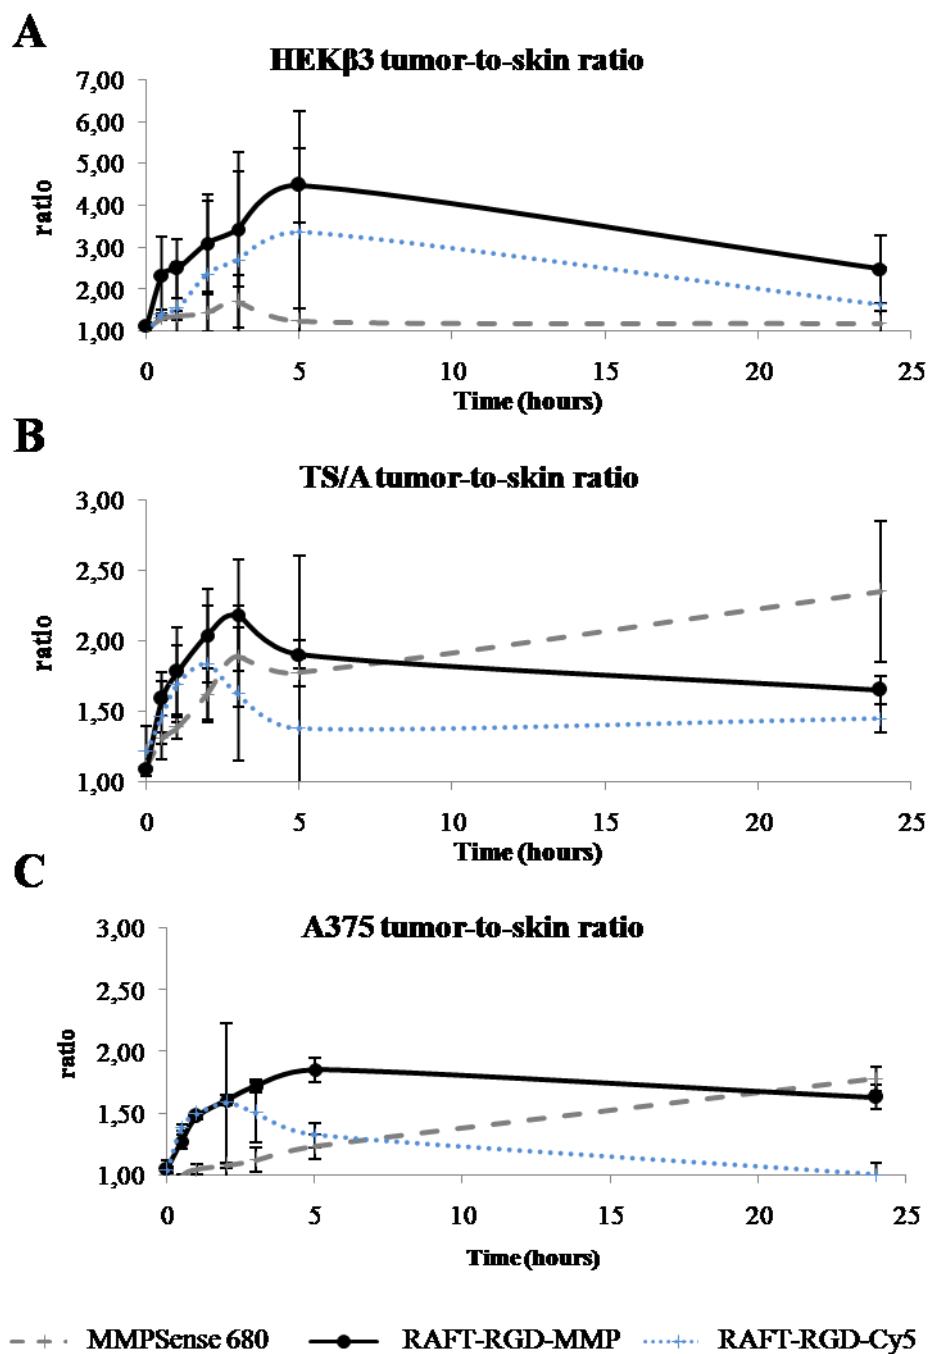 A
HEKβ3 tumor-to-skin ratio
7,00
6,00
5,00
4,00
3,00
2,00
1,00
ratio
0 5 10 15 20 25
Time (hours)
B
TS/A tumor-to-skin ratio
3,00
2,50
2,00
1,50
1,00
ratio
0 5 10 15 20 25
Time (hours)
C
A375 tumor-to-skin ratio
3,00
2,50
2,00
1,50
1,00
ratio
0 5 10 15 20 25
Time (hours)
MMPSense 680 RAFT-RGD-MMP RAFT-RGD-Cy5